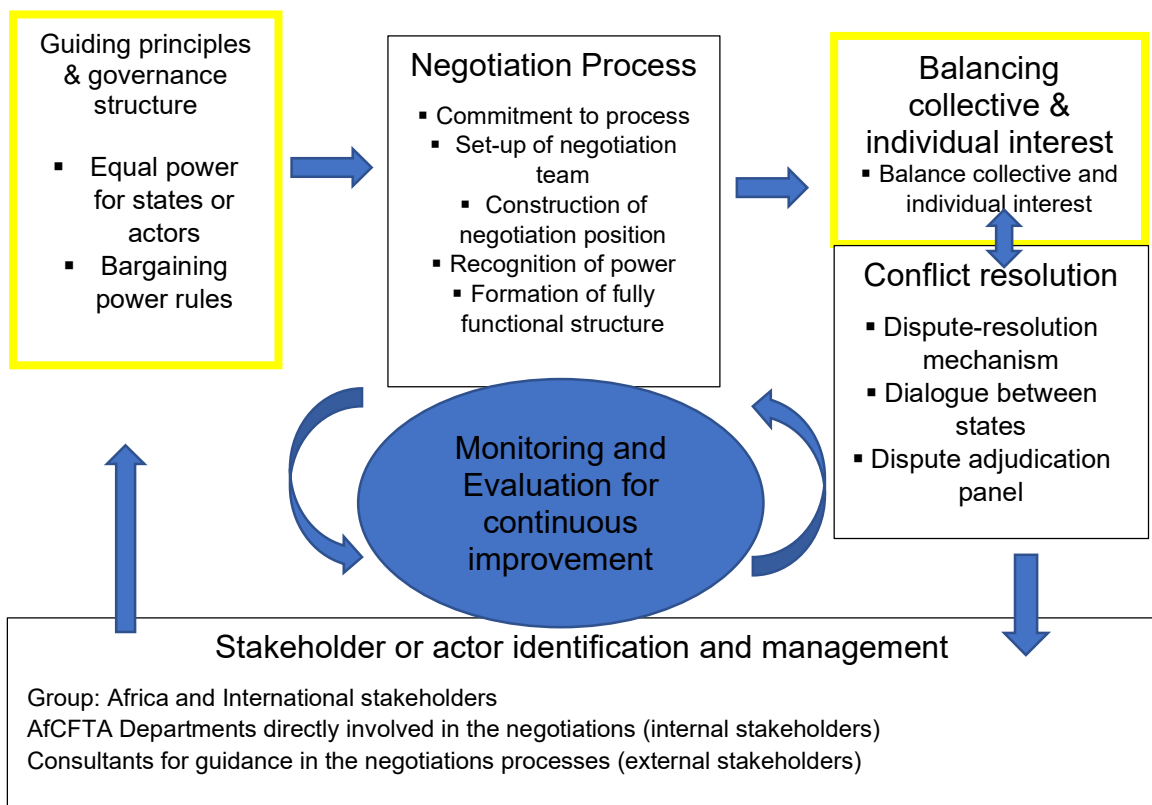 Guiding principles
& governance
structure
▪ Equal power
for states or
actors
▪ Bargaining
power rules
Negotiation Process
▪ Commitment to process
▪ Set-up of negotiation
team
▪ Construction of
negotiation position
▪ Recognition of power
▪ Formation of fully
functional structure
Balancing
collective &
individual interest
▪ Balance collective and
individual interest
Conflict resolution
▪ Dispute-resolution
mechanism
▪ Dialogue between
states
▪ Dispute adjudication
panel
Monitoring and
Evaluation for
continuous
improvement
Stakeholder or actor identification and management
Group: Africa and International stakeholders
AfCFTA Departments directly involved in the negotiations (internal stakeholders)
Consultants for guidance in the negotiations processes (external stakeholders)